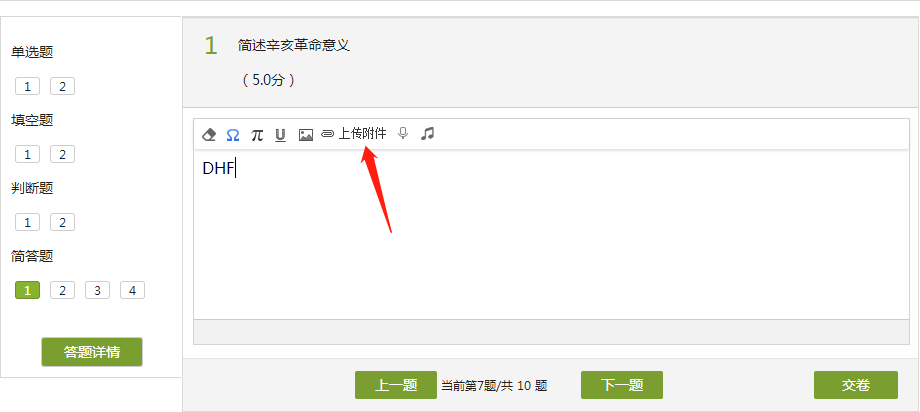 单选题
1 2
填空题
1 2
判断题
1 2
简答题
1 2 3 4
答题详情
1 简述辛亥革命意义
（5.0分）
Ω π U 上传附件
DHF
上一题 当前第7题/共 10 题 下一题 交卷